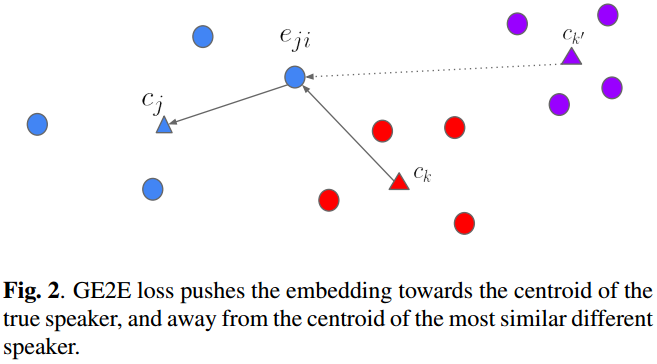 e_{ji}
c_{k'}
c_j
c_k
Fig. 2. GE2E loss pushes the embedding towards the centroid of the
true speaker, and away from the centroid of the most similar different
speaker.